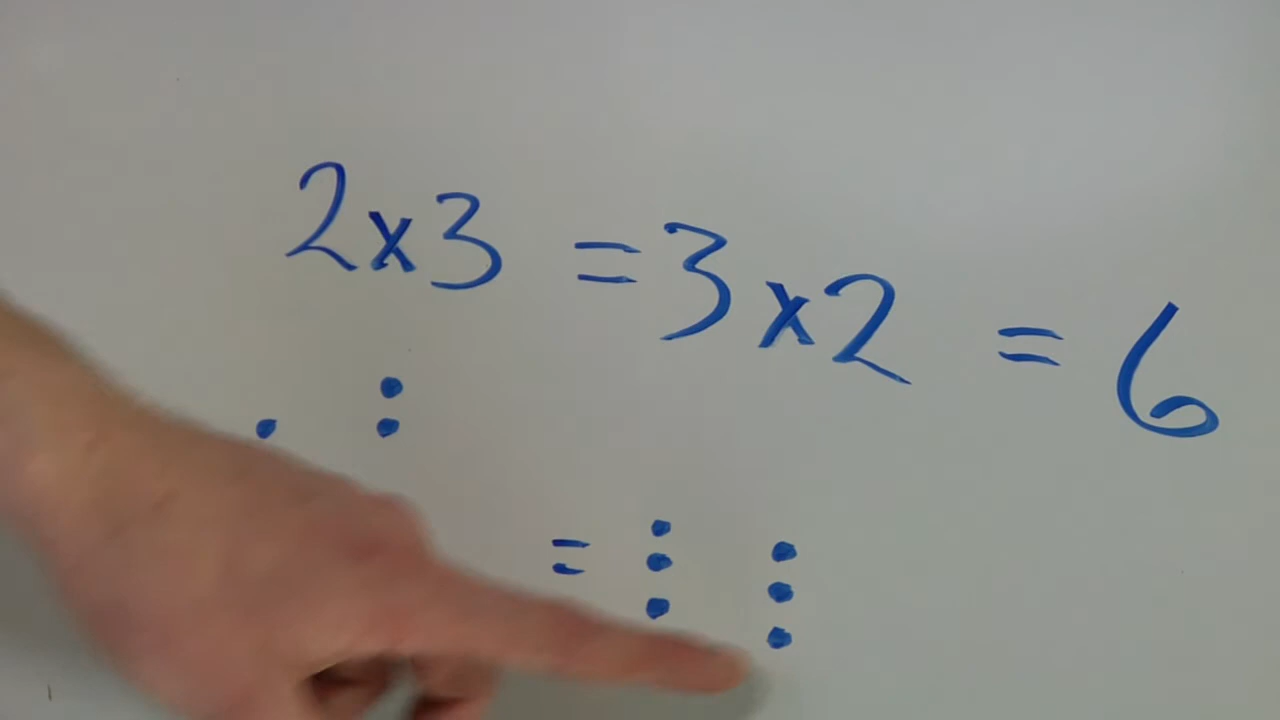 2x3 = 3x2 = 6
=